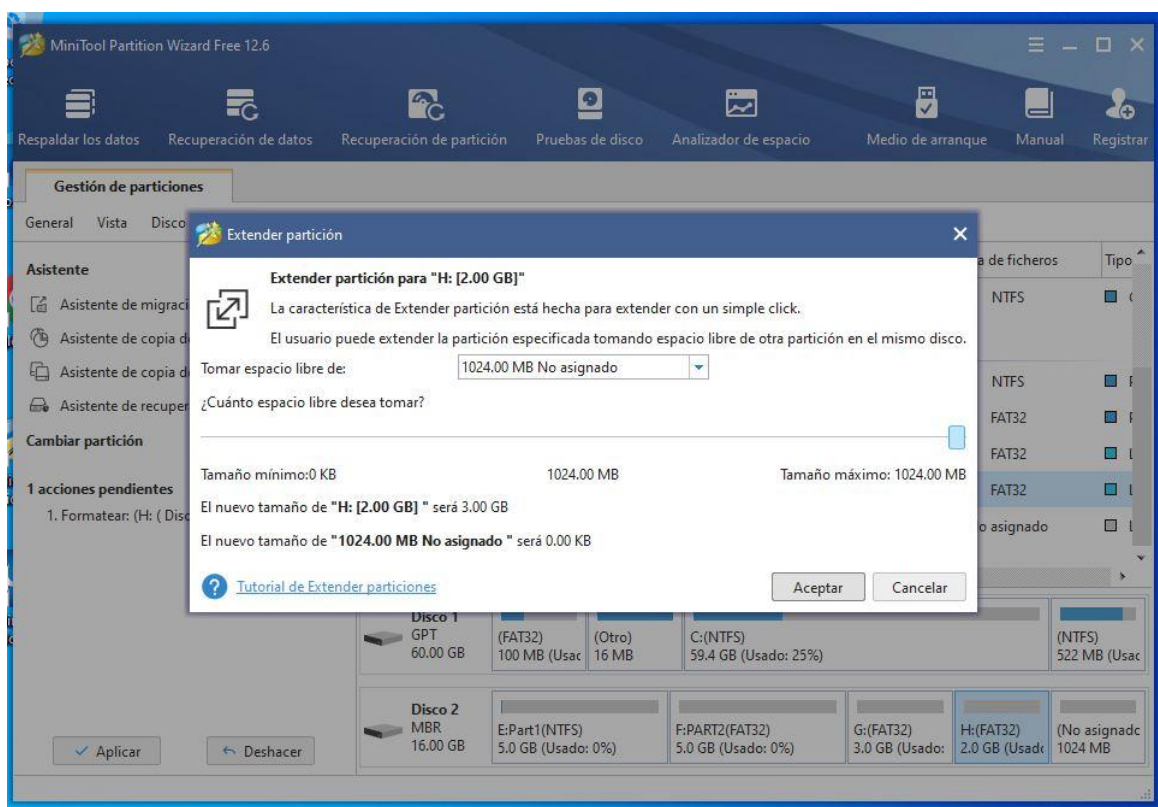 MiniTool Partition Wizard Free 12.6
Respaldar los datos Recuperación de datos Recuperación de partición Pruebas de disco Analizador de espacio Medio de arranque Manual Registrar
Gestión de particiones
General Vista Disco
Extender partición
Asistente
de ficheros Tipo
Extender partición para "H: [2.00 GB]"
La característica de Extender partición está hecha para extender con un simple click.
Asistente de migraci
NTFS
El usuario puede extender la partición especificada tomando espacio libre de otra partición en el mismo disco.
Asistente de copia d
Tomar espacio libre de: 1024.00 MB No asignado
Asistente de copia d
NTFS
¿Cuánto espacio libre desea tomar?
Asistente de recuper
FAT32
Cambiar partición
FAT32
Tamaño mínimo:0 KB 1024.00 MB Tamaño máximo: 1024.00 MB
1 acciones pendientes
FAT32
El nuevo tamaño de "H: [2.00 GB] " será 3.00 GB
1. Formatear: (H: ( Disc
o asignado
El nuevo tamaño de "1024.00 MB No asignado " será 0.00 KB
? Tutorial de Extender particiones
Aceptar Cancelar
Disco 1
GPT
60.00 GB
(FAT32)
100 MB (Usac
(Otro)
16 MB
C:(NTFS)
59.4 GB (Usado: 25%)
(NTFS)
522 MB (Usac
Disco 2
MBR
16.00 GB
E:Part1(NTFS)
5.0 GB (Usado: 0%)
F:PART2(FAT32)
5.0 GB (Usado: 0%)
G:(FAT32)
3.0 GB (Usado:
H:(FAT32)
2.0 GB (Usado
(No asignado
1024 MB
Aplicar Deshacer